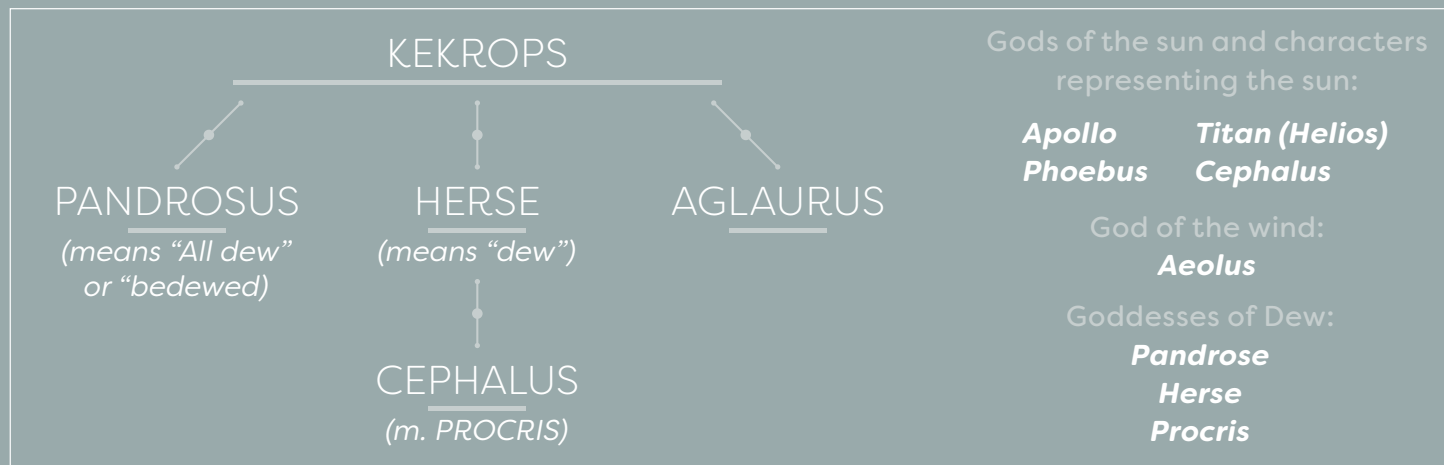 KEKROPS
PANDROSUS
(means “All dew”
or “bedewed)
HERSE
(means “dew”)
AGLAURUS
CEPHALUS
(m. PROCRIS)
Gods of the sun and characters
representing the sun:
Apollo Titan (Helios)
Phoebus Cephalus
God of the wind:
Aeolus
Goddesses of Dew:
Pandrose
Herse
Procris